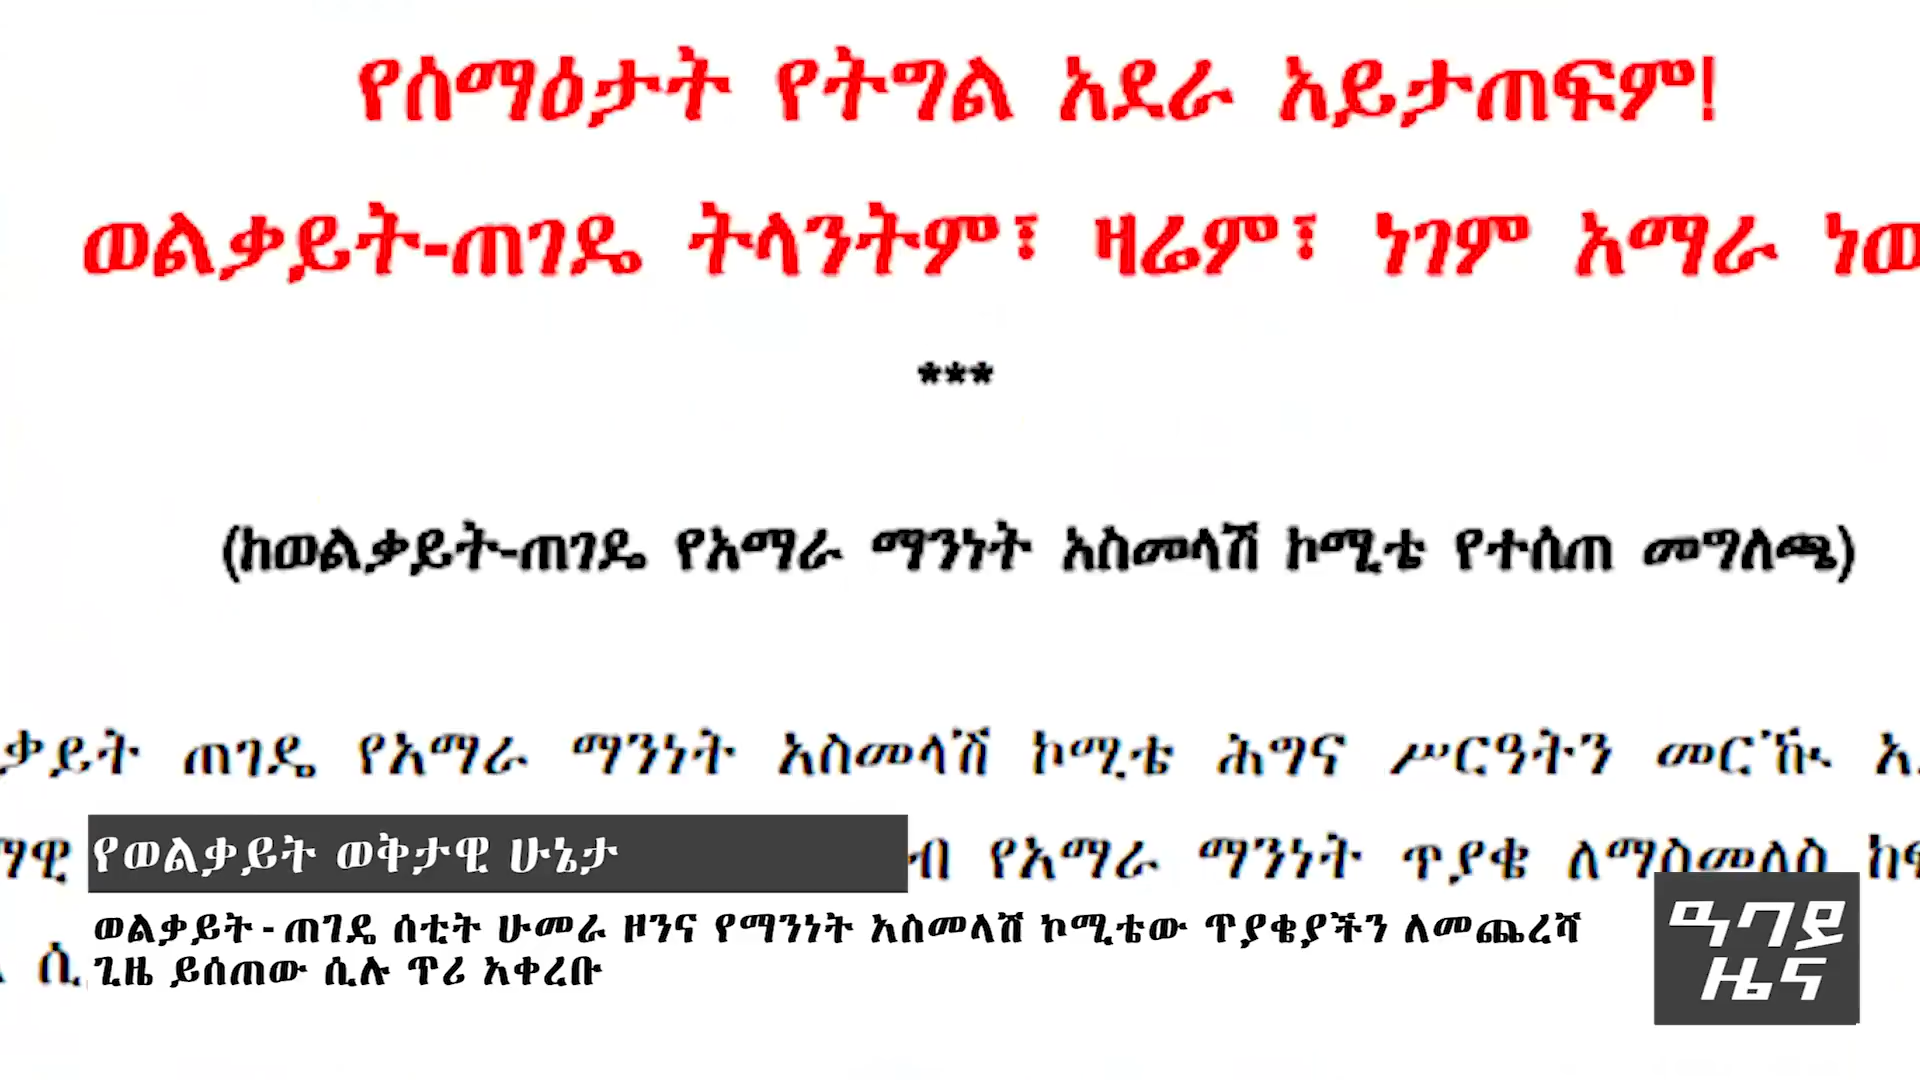 የሰማዕታት የትግል አደራ አይታጠፍም!
ወልቃይት-ጠገዴ ትላንትም፣ ዛሬም፣ ነገም አማራ
***
(ከወልቃይት-ጠገዴ የአማራ ማንነት አስመላሽ ኮሚቴ የተሰጠ መግለጫ)
ቃይት ጠገዴ የአማራ ማንነት አስመላሽ ኮሚቴ ሕግና ሥርዓትን
የአማራ ማንነት ጥያቄ ለማስመለስ
የወልቃይት ወቅታዊ ሁኔታ
ወልቃይት - ጠገዴ ሰቲት ሁመራ ዞንና የማንነት አስመላሽ ኮሚቴው ጥያቄያችን ለመጨረሻ
ጊዜ ይሰጠው ሲሉ ጥሪ አቀረቡ
ዓባይ
ዜና